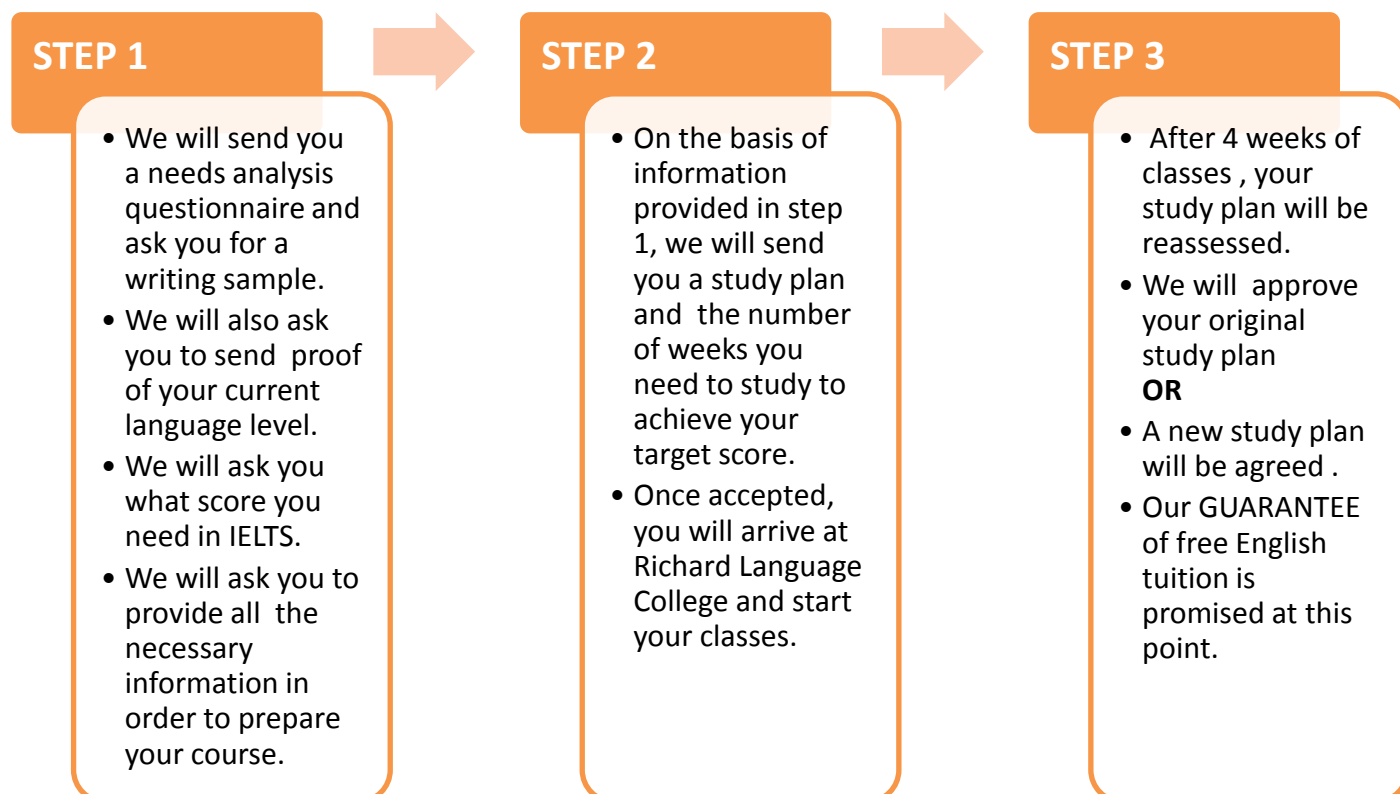 STEP 1
• We will send you
a needs analysis
questionnaire and
ask you for a
writing sample.
• We will also ask
you to send  proof
of your current
language level.
• We will ask you
what score you
need in IELTS.
• We will ask you to
provide all  the
necessary
information in
order to prepare
your course.
STEP 2
• On the basis of
information
provided in step
1, we will send
you a study plan
and  the number
of weeks you
need to study to
achieve your
target score.
• Once accepted,
you will arrive at
Richard Language
College and start
your classes.
STEP 3
•  After 4 weeks of
classes , your
study plan will be
reassessed.
• We will  approve
your original
study plan
OR
• A new study plan
will be agreed .
• Our GUARANTEE
of free English
tuition is
promised at this
point.